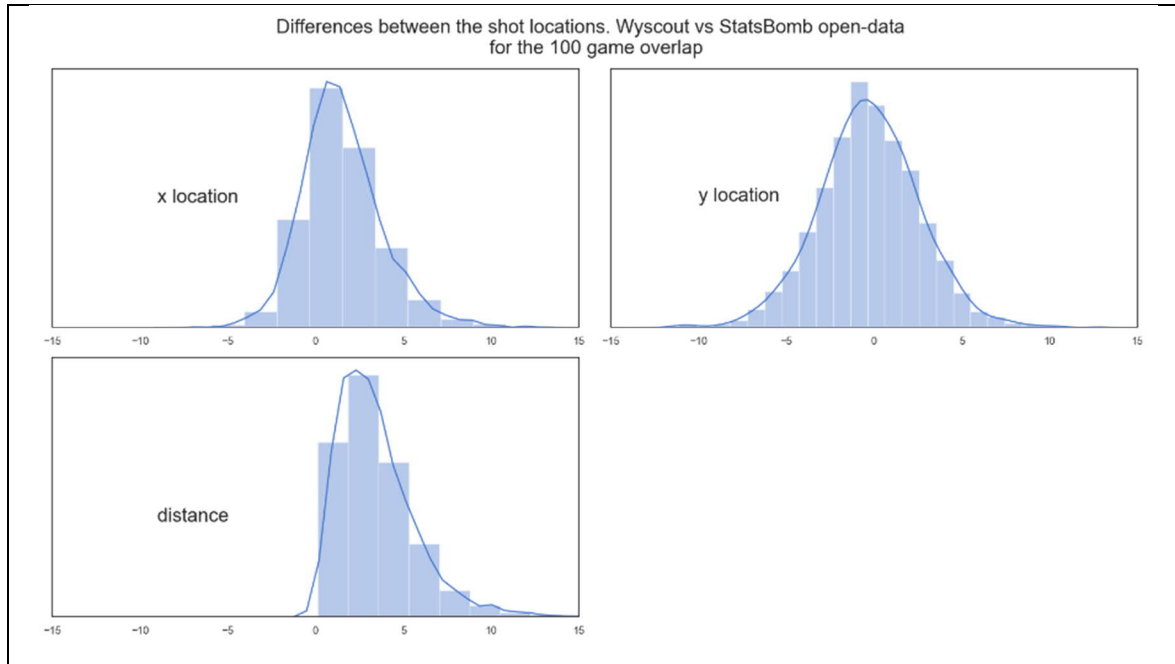 Differences between the shot locations. Wyscout vs StatsBomb open-data
for the 100 game overlap
x location
−15 −10 −5 0 5 10 15
y location
−15 −10 −5 0 5 10 15
distance
−15 −10 −5 0 5 10 15